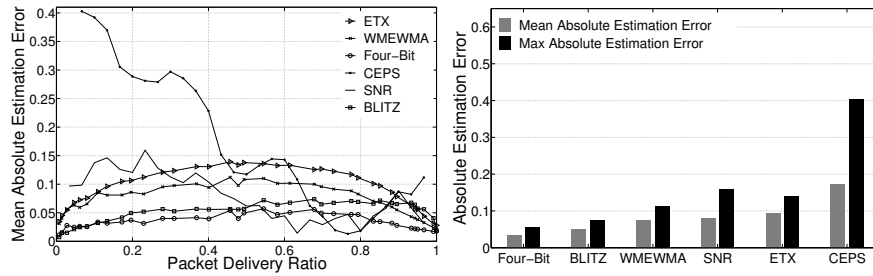 Mean Absolute Estimation Error
0.4
0.35
0.3
0.25
0.2
0.15
0.1
0.05
0
ETX
WMEWMA
Four-Bit
CEPS
SNR
BLITZ
0 0.2 0.4 0.6 0.8 1
Packet Delivery Ratio
Absolute Estimation Error
0.6
0.5
0.4
0.3
0.2
0.1
0
Mean Absolute Estimation Error
Max Absolute Estimation Error
Four-Bit BLITZ WMEWMA SNR ETX CEPS